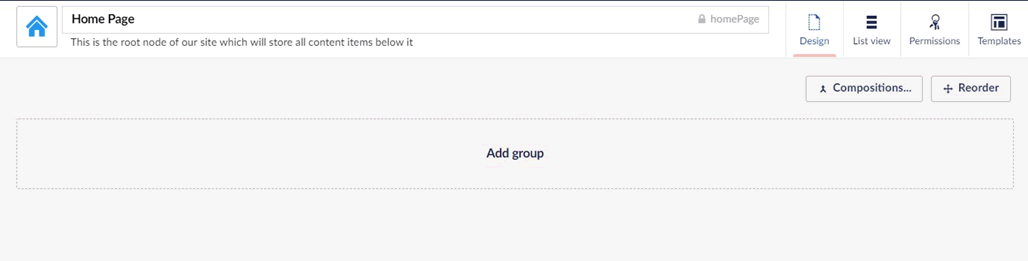 Home Page
homePage
This is the root node of our site which will store all content items below it
Design
List view
Permissions
Templates
Compositions...
Reorder
Add group